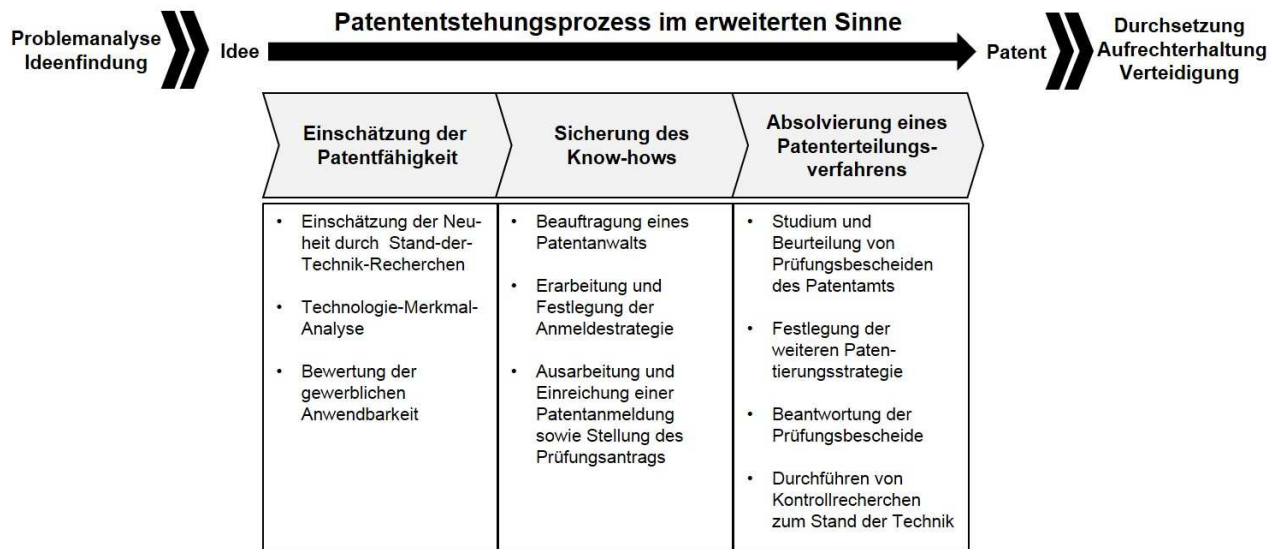 Patententstehungsprozess im erweiterten Sinne
Problemanalyse
Ideenfindung
Idee
Patent
Durchsetzung
Aufrechterhaltung
Verteidigung
Einschätzung der
Patentfähigkeit
Sicherung des
Know-hows
Absolvierung eines
Patenterteilungs-
verfahrens
• Einschätzung der Neu-
heit durch Stand-der-
Technik-Recherchen
• Technologie-Merkmal-
Analyse
• Bewertung der
gewerblichen
Anwendbarkeit
• Beauftragung eines
Patentanwalts
• Erarbeitung und
Festlegung der
Anmeldestrategie
• Ausarbeitung und
Einreichung einer
Patentanmeldung
sowie Stellung des
Prüfungsantrags
• Studium und
Beurteilung von
Prüfungsbescheiden
des Patentamts
• Festlegung der
weiteren Paten-
tierungsstrategie
• Beantwortung der
Prüfungsbescheide
• Durchführen von
Kontrollrecherchen
zum Stand der Technik